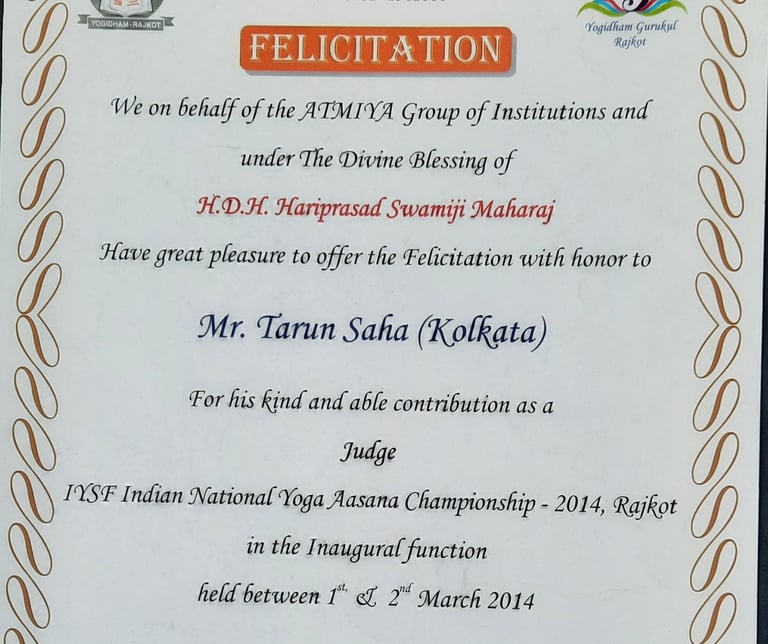 YOGIDHAM - RAJKOT
Yogidham Gurukul
Rajkot
FELICITATION
We on behalf of the ATMIYA Group of Institutions and
under The Divine Blessing of
H.D.H. Hariprasad Swamiji Maharaj
Have great pleasure to offer the Felicitation with honor to
Mr. Tarun Saha (Kolkata)
For his kind and able contribution as a
Judge
IYSF Indian National Yoga Aasana Championship - 2014, Rajkot
in the Inaugural function
held between 1st, & 2nd March 2014